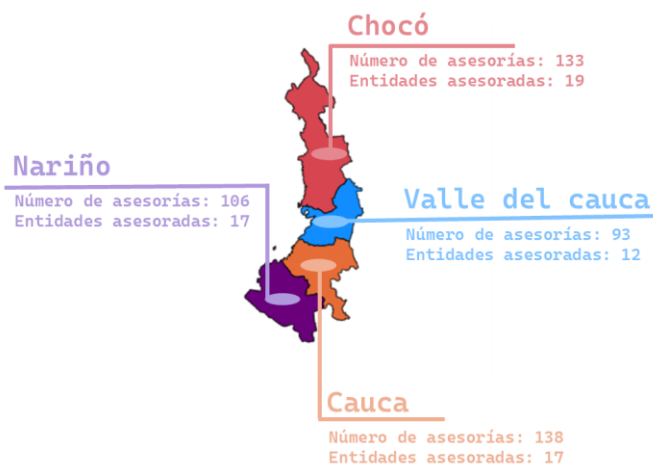 Chocó
Número de asesorías: 133
Entidades asesoradas: 19
Nariño
Número de asesorías: 106
Entidades asesoradas: 17
Valle del cauca
Número de asesorías: 93
Entidades asesoradas: 12
Cauca
Número de asesorías: 138
Entidades asesoradas: 17